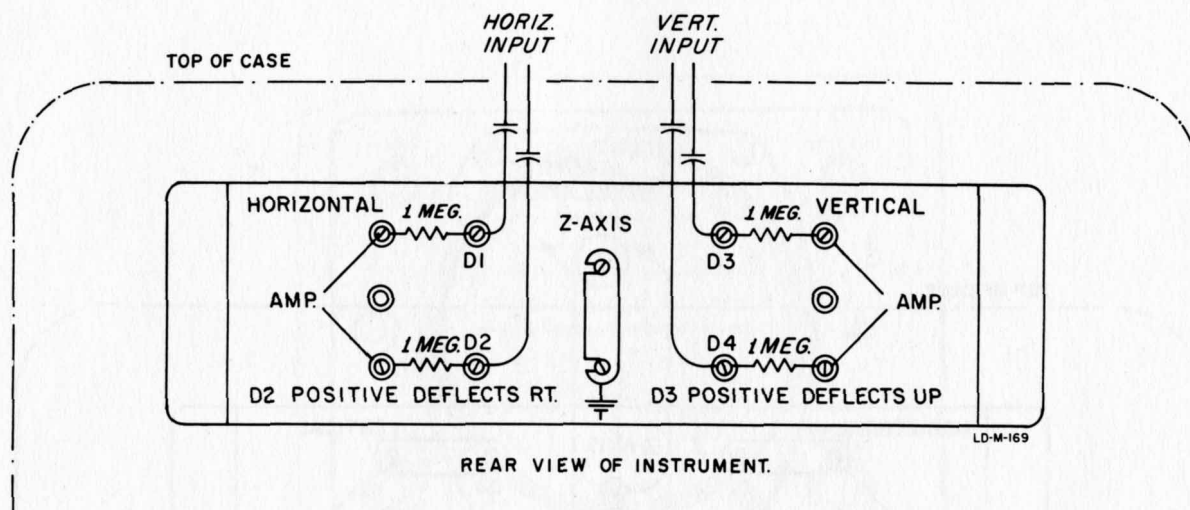 HORIZ.
INPUT
VERT.
INPUT
TOP OF CASE
HORIZONTAL
1 MEG.
D1
AMP.
1 MEG.
D2
D2 POSITIVE DEFLECTS RT.
Z-AXIS
1 MEG.
VERTICAL
D3
AMP.
D4
1 MEG.
D3 POSITIVE DEFLECTS UP
LD-M-169
REAR VIEW OF INSTRUMENT.